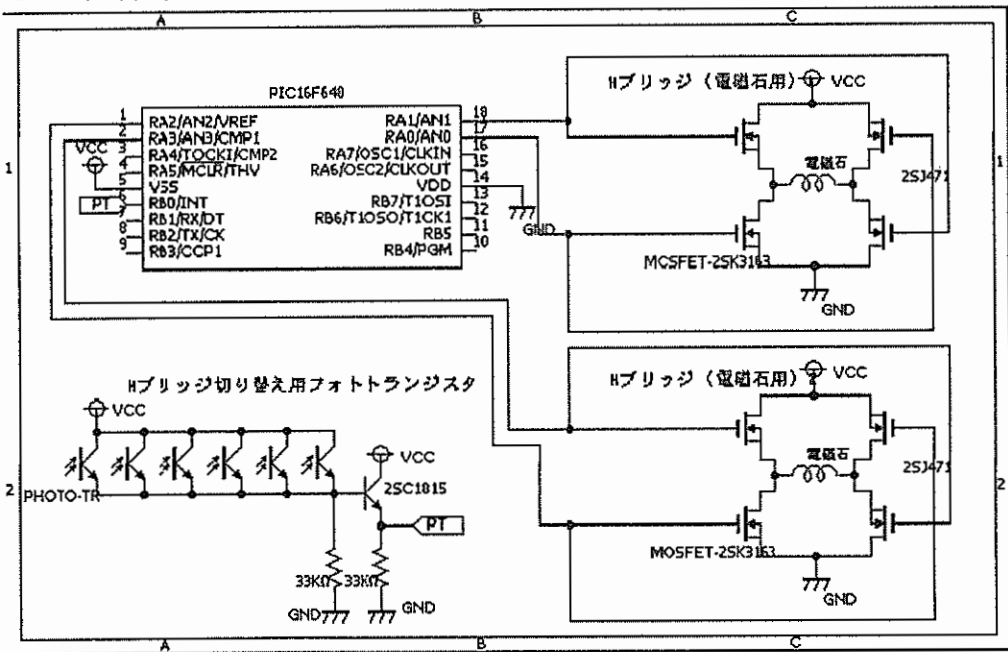 A
B
C
Hブリッジ（電磁石用）1
VCC
PIC16F648
1
RA2/AN2/VREF
RA1/AN1
18
2
RA3/AN3/CMP1
RA0/AN0
17
VCC
3
RA4/TOCKI/CMP2
RA7/OSC1/CLKIN
16
4
RA5/MCLR/THV
RA6/OSC2/CLKOUT
15
5
VSS
VDD
14
PT
6
RB0/INT
RB7/T1OSI
13
7
RB1/RX/DT
RB6/T1OSO/T1CK1
12
8
RB2/TX/CK
RB5
11
9
RB3/CCP1
RB4/PGM
10
GND
1
1
電磁石
2SJ471
MOSFET-2SK3163
GND
Hブリッジ切り替え用フォトトランジスタ
VCC
PHOTO-TR
VCC
2SC1815
PT
33KΩ
33KΩ
GND
GND
Hブリッジ（電磁石用）2
VCC
電磁石
2SJ471
MOSFET-2SK3163
GND
2
2
A
B
C